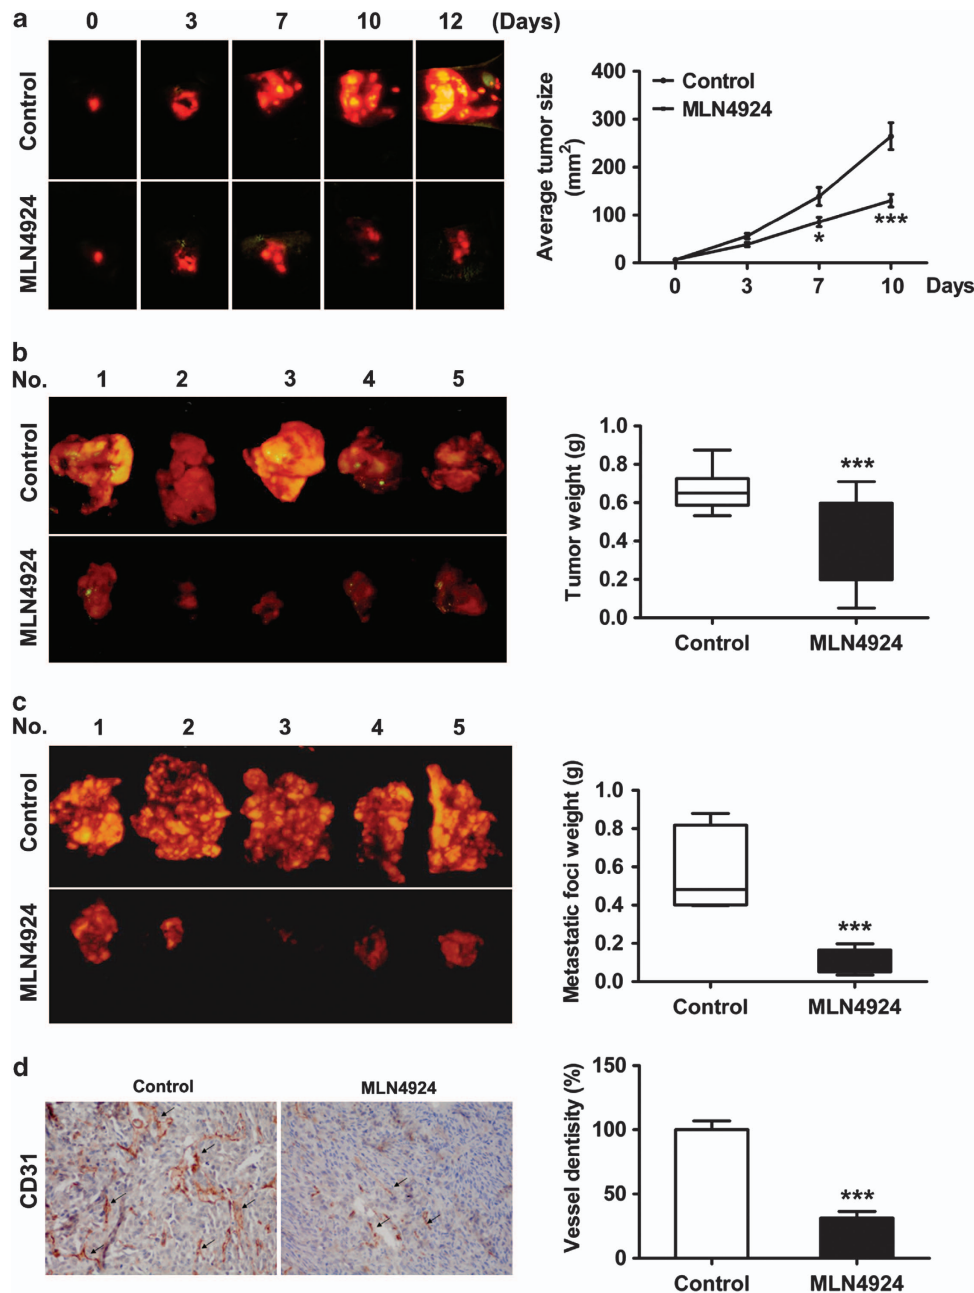 a 0 3 7 10 12 (Days)
Control
MLN4924
Average tumor size
(mm2)
400
300
200
100
0
Control
MLN4924
*
***
0 3 7 10 Days
b
No. 1 2 3 4 5
Control
MLN4924
Tumor weight (g)
1.0
0.8
0.6
0.4
0.2
0.0
***
Control MLN4924
c
No. 1 2 3 4 5
Control
MLN4924
Metastatic foci weight (g)
1.0
0.8
0.6
0.4
0.2
0.0
***
Control MLN4924
d
Control MLN4924
CD31
Vessel dentisity (%)
150
100
50
0
***
Control MLN4924